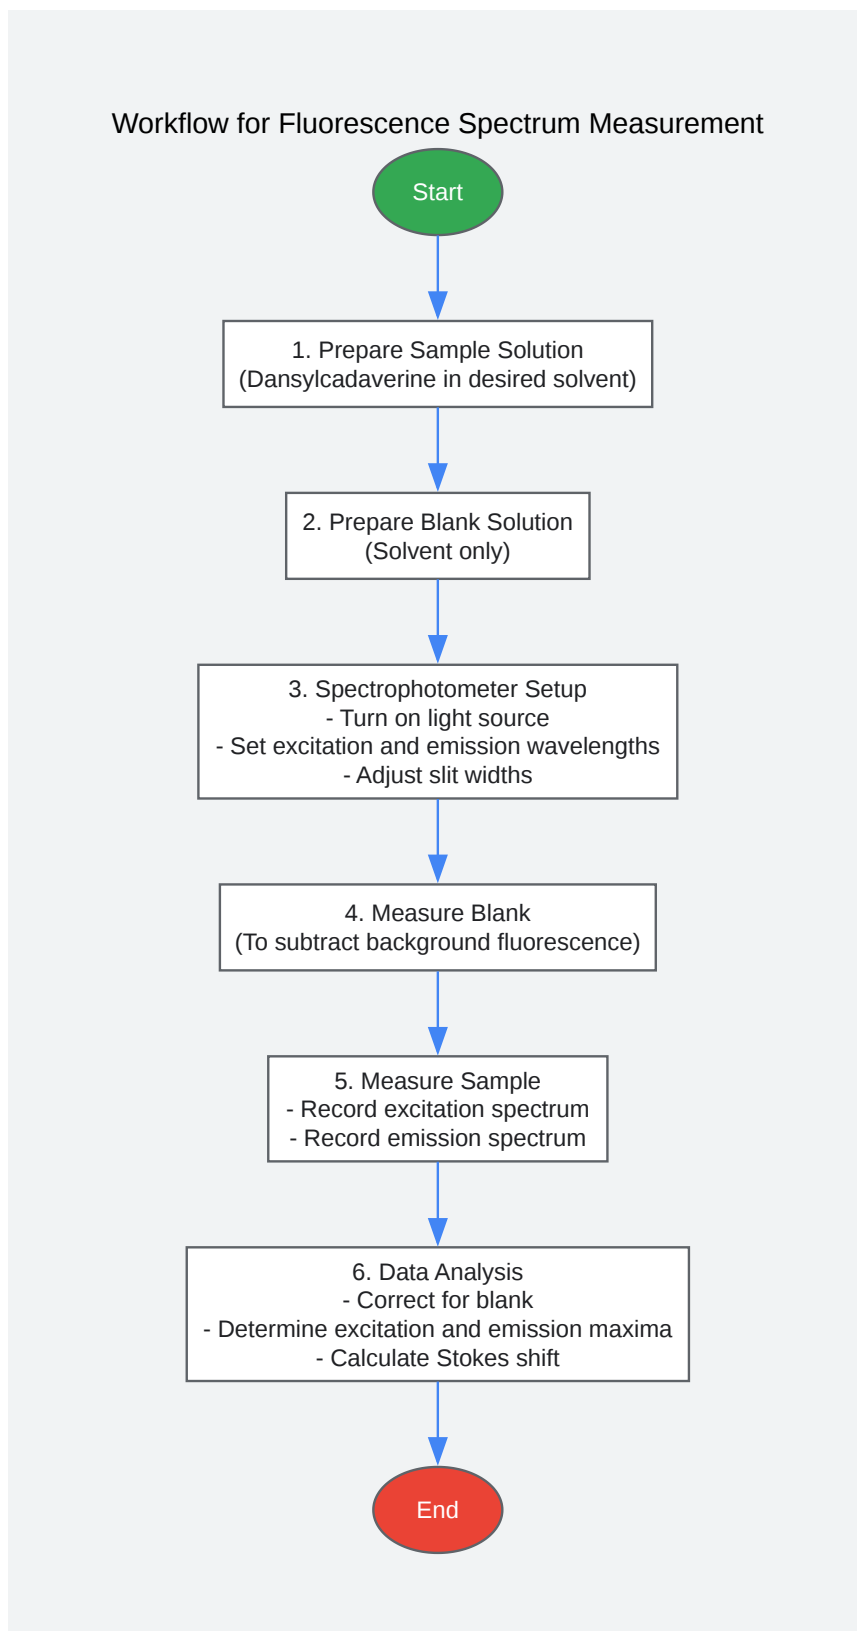 Workflow for Fluorescence Spectrum Measurement
Start
1. Prepare Sample Solution
(Dansylcadaverine in desired solvent)
2. Prepare Blank Solution
(Solvent only)
3. Spectrophotometer Setup
- Turn on light source
- Set excitation and emission wavelengths
- Adjust slit widths
4. Measure Blank
(To subtract background fluorescence)
5. Measure Sample
- Record excitation spectrum
- Record emission spectrum
6. Data Analysis
- Correct for blank
- Determine excitation and emission maxima
- Calculate Stokes shift
End